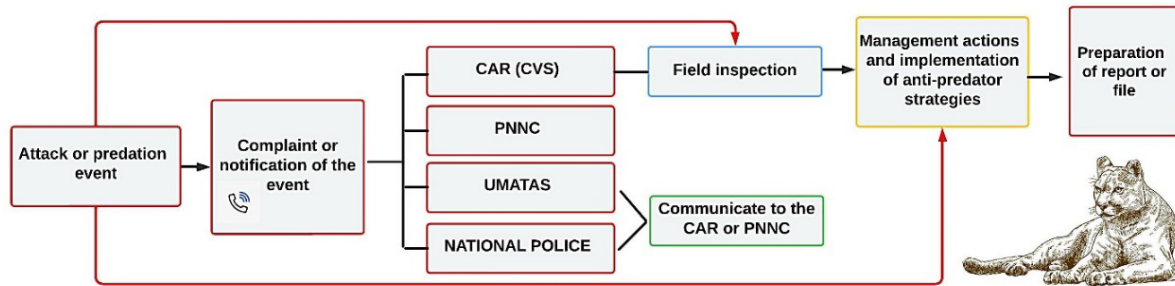 Attack or predation
event
Complaint or
notification of the
event
CAR (CVS)
PNNC
UMATAS
NATIONAL POLICE
Field inspection
Communicate to the
CAR or PNNC
Management actions
and implementation
of anti-predator
strategies
Preparation
of report or
file